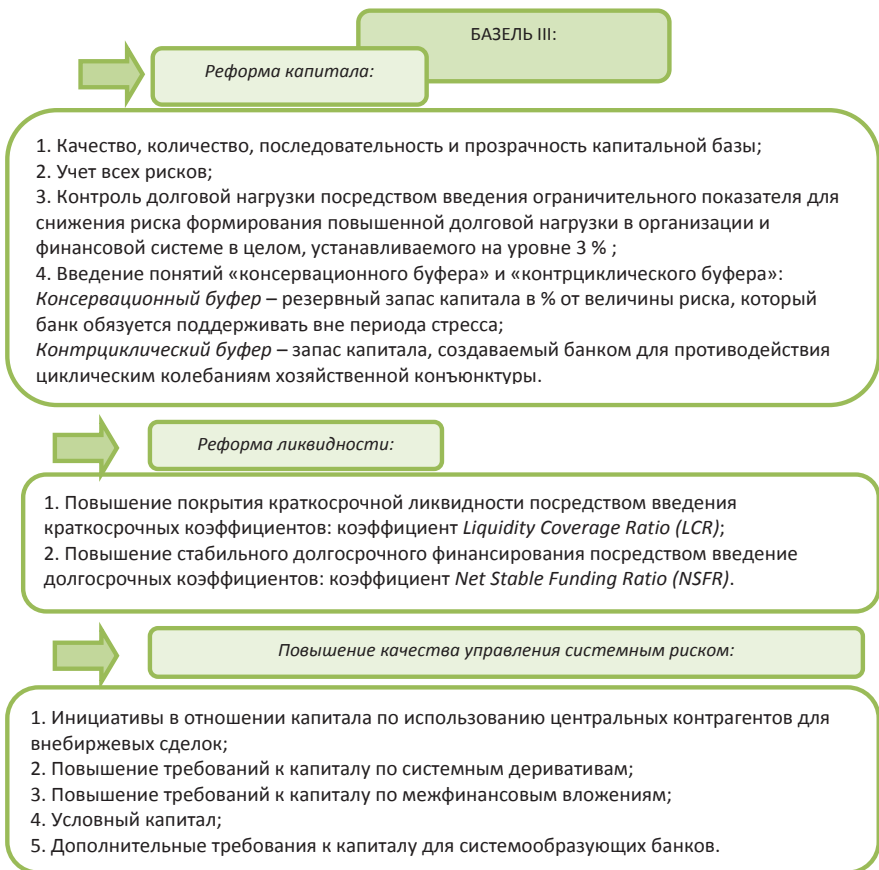 БАЗЕЛЬ III:
Реформа капитала:
1. Качество, количество, последовательность и прозрачность капитальной базы;
2. Учет всех рисков;
3. Контроль долговой нагрузки посредством введения ограничительного показателя для
снижения риска формирования повышенной долговой нагрузки в организации и
финансовой системе в целом, устанавливаемого на уровне 3 % ;
4. Введение понятий «консервационного буфера» и «контрциклического буфера»:
Консервационный буфер – резервный запас капитала в % от величины риска, который
банк обязуется поддерживать вне периода стресса;
Контрциклический буфер – запас капитала, создаваемый банком для противодействия
циклическим колебаниям хозяйственной конъюнктуры.
Реформа ликвидности:
1. Повышение покрытия краткосрочной ликвидности посредством введения
краткосрочных коэффициентов: коэффициент Liquidity Coverage Ratio (LCR);
2. Повышение стабильного долгосрочного финансирования посредством введение
долгосрочных коэффициентов: коэффициент Net Stable Funding Ratio (NSFR).
Повышение качества управления системным риском:
1. Инициативы в отношении капитала по использованию центральных контрагентов для
внебиржевых сделок;
2. Повышение требований к капиталу по системным деривативам;
3. Повышение требований к капиталу по межфинансовым вложениям;
4. Условный капитал;
5. Дополнительные требования к капиталу для системообразующих банков.